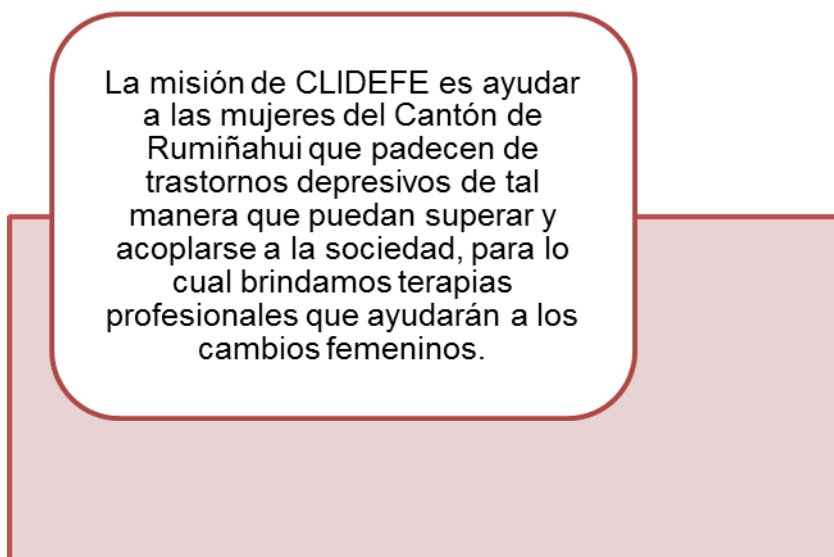 La misión de CLIDEFE es ayudar
a las mujeres del Cantón de
Rumiñahui que padecen de
trastornos depresivos de tal
manera que puedan superar y
acoplarse a la sociedad, para lo
cual brindamos terapias
profesionales que ayudarán a los
cambios femeninos.